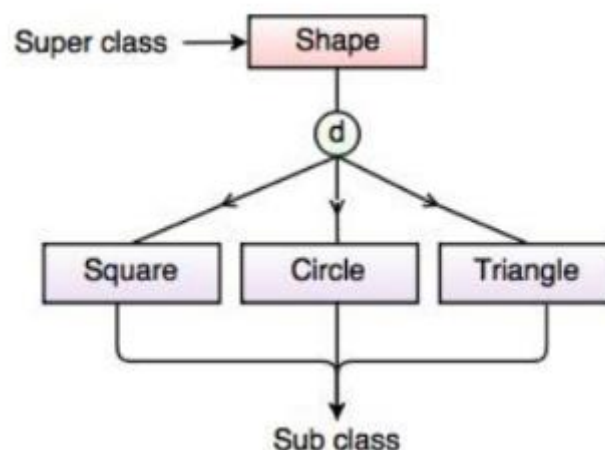 Super class
Shape
d
Square
Circle
Triangle
Sub class